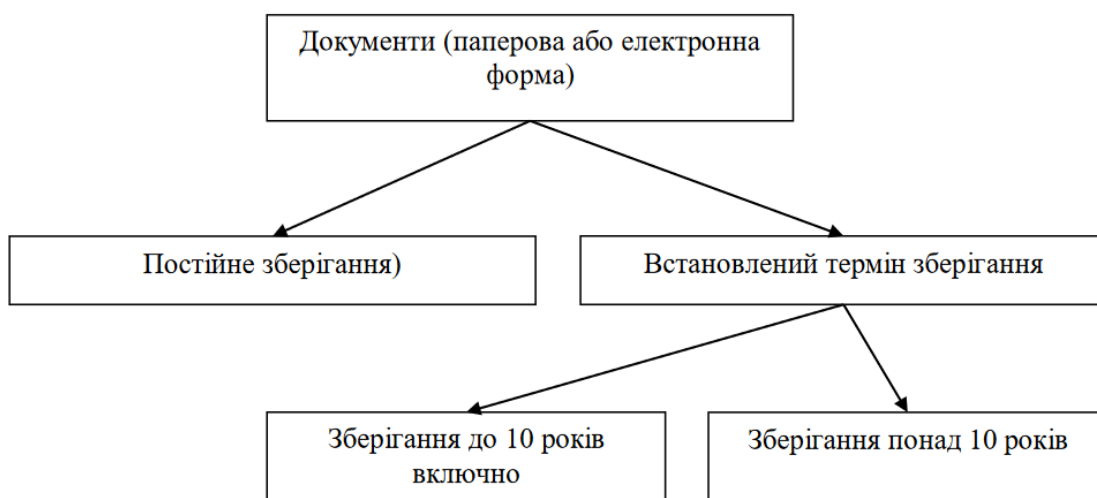 Документи (паперова або електронна
форма)
Постійне зберігання)
Встановлений термін зберігання
Зберігання до 10 років
включно
Зберігання понад 10 років